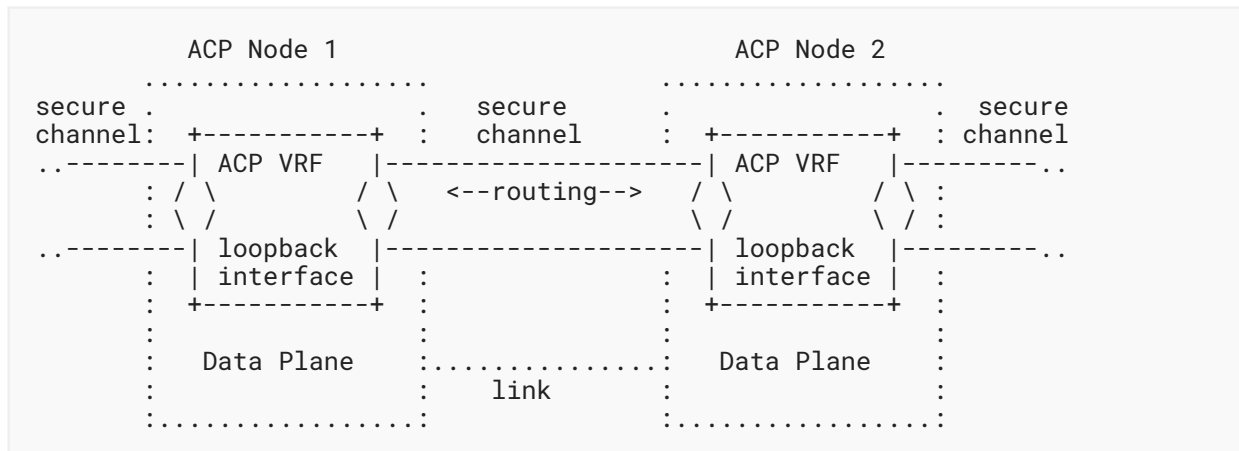 ACP Node 1                          ACP Node 2
       ...................               ...................
secure .                 .   secure      .                 .  secure
channel:  +-----------+  :   channel     :  +-----------+  : channel
..--------| ACP VRF   |---------------------| ACP VRF   |---------..
       : / \         / \   <--routing-->   / \         / \ :
       : \ /         \ /                   \ /         \ / :
..--------| loopback  |---------------------| loopback  |---------..
       :  | interface |  :               :  | interface |  :
       :  +-----------+  :               :  +-----------+  :
       :                 :               :                 :
       :   Data Plane    :...............:   Data Plane    :
       :                 :    link       :                 :
       :.................:               :.................: